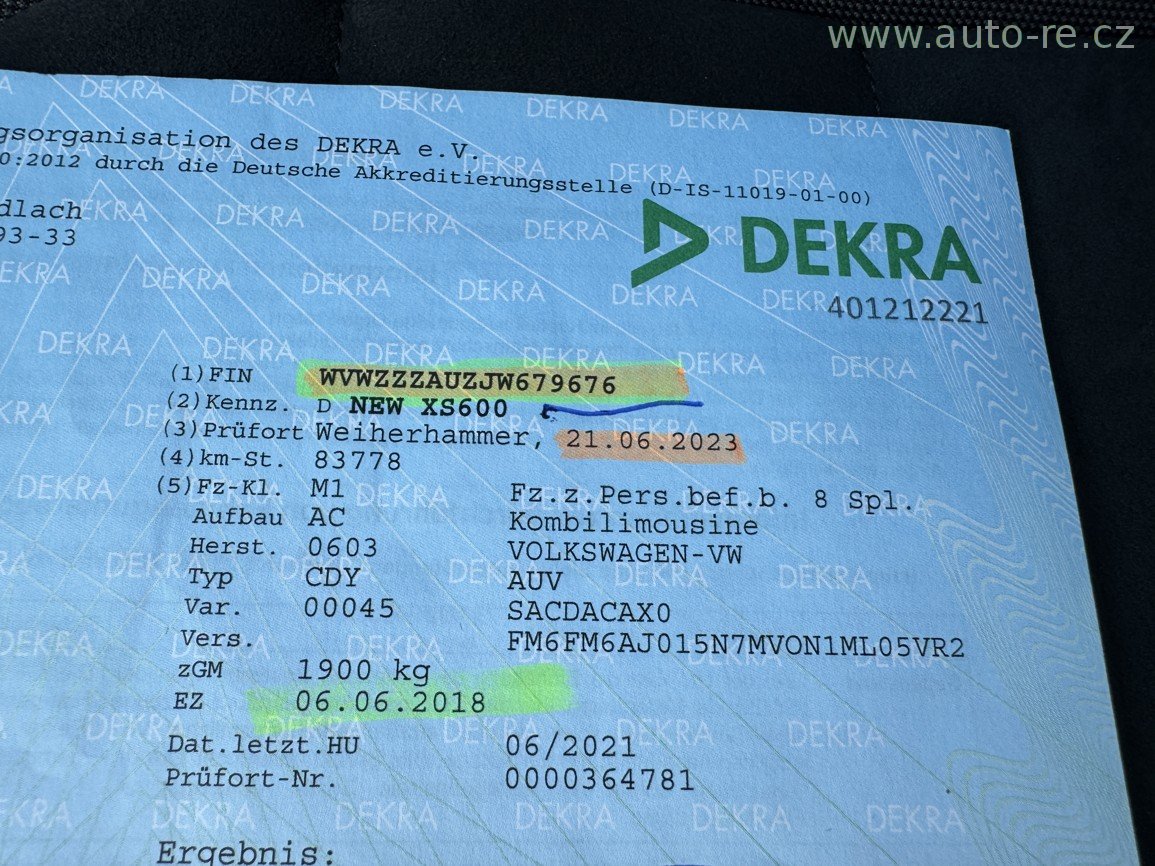 www.auto-re.cz
gsorganisation des DEKRA e.V.
0:2012 durch die Deutsche Akkreditierungsstelle (D-IS-11019-01-00)
dlach
93-33
DEKRA
401212221
(1)FIN WVWZZZAUZJW679676
(2)Kennz. D NEW XS600
(3)Prüfort Weiherhammer, 21.06.2023
(4)km-St. 83778
(5)Fz-Kl. M1 Fz.z.Pers.bef.b. 8 Spl.
Aufbau AC Kombilimousine
Herst. 0603 VOLKSWAGEN-VW
Typ CDY AUV
Var. 00045 SACDACAX0
Vers. FM6FM6AJ015N7MVON1ML05VR2
zGM 1900 kg
EZ 06.06.2018
Dat.letzt.HU 06/2021
Prüfort-Nr. 0000364781
Ergebnis: